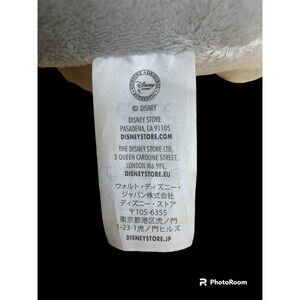 Disney
STORE
© DISNEY
DISNEY STORE
PASADENA, CA 91105
DISNEYSTORE.COM
THE DISNEY STORE LTD,
3 QUEEN CAROLINE STREET,
LONDON W6 9PE.
DISNEYSTORE.EU
ウォルト・ディズニー・
ジャパン株式会社
ディズニー・ストア
〒105-6355
東京都港区虎ノ門
1-23-1虎ノ門ヒルズ
DISNEYSTORE.JP
PhotoRoom